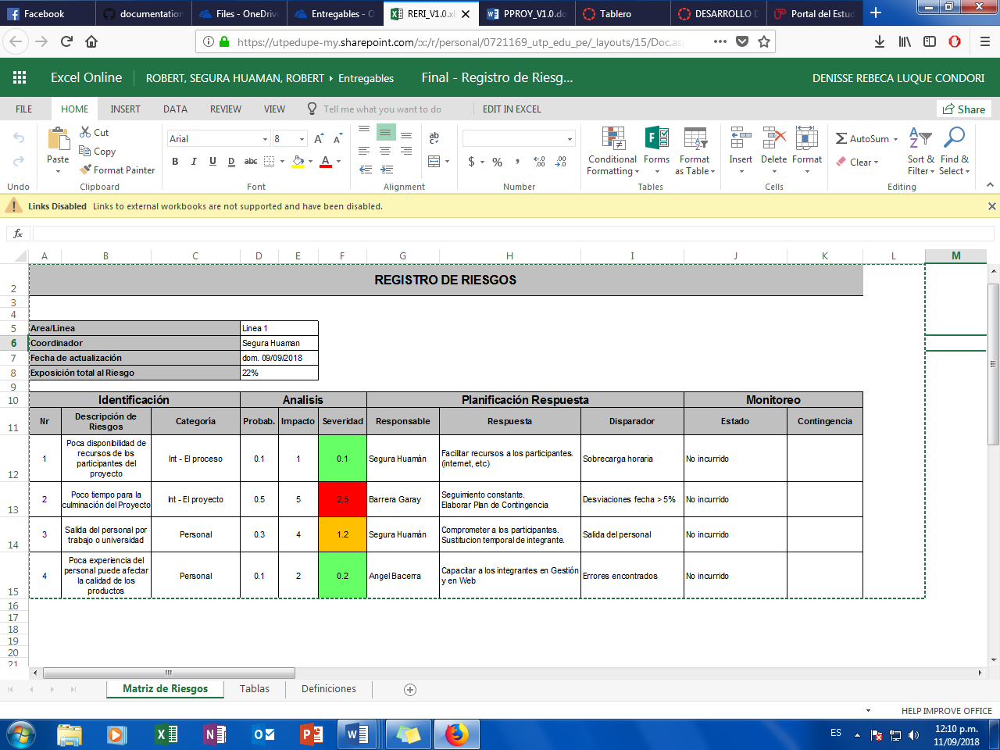 Facebook
documentation
Files - OneDrive
Entregables - O
RERI_V1.0.xls
PPROY_V1.0.do
Tablero
DESARROLLO D
Portal del Estud
https://utpedupe-my.sharepoint.com/:x:/r/personal/0721169_utp_edu_pe/_layouts/15/Doc.asp
Excel Online
ROBERT, SEGURA HUAMAN, ROBERT
Entregables
Final - Registro de Riesg...
DENISSE REBECA LUQUE CONDORI
FILE HOME INSERT DATA REVIEW VIEW Tell me what you want to do EDIT IN EXCEL Share
Cut
Copy
Format Painter
Paste
Arial 8
B I U D abc A
ab
$ % , .00 .0
Conditional Formatting
Forms
Format as Table
Insert
Delete
Format
AutoSum
Clear
Sort & Filter
Find & Select
Undo Clipboard Font Alignment Number Tables Cells Editing
Links Disabled Links to external workbooks are not supported and have been disabled.
fx
A B C D E F G H I J K L M
2 REGISTRO DE RIESGOS
3
4
5 Area/Linea Linea 1
6 Coordinador Segura Huaman
7 Fecha de actualización dom. 09/09/2018
8 Exposición total al Riesgo 22%
9
10 Identificación Analisis Planificación Respuesta Monitoreo
11 Nr Descripción de Riesgos Categoría Probab. Impacto Severidad Responsable Respuesta Disparador Estado Contingencia
12 1 Poca disponibilidad de recursos de los participantes del proyecto Int - El proceso 0.1 1 0.1 Segura Huamán Facilitar recursos a los participantes. (internet, etc) Sobrecarga horaria No incurrido
13 2 Poco tiempo para la culminación del Proyecto Int - El proyecto 0.5 5 2.5 Barrera Garay Seguimiento constante. Elaborar Plan de Contingencia Desviaciones fecha > 5% No incurrido
14 3 Salida del personal por trabajo o universidad Personal 0.3 4 1.2 Segura Huamán Comprometer a los participantes. Sustitucion temporal de integrante. Salida del personal No incurrido
15 4 Poca experiencia del personal puede afectar la calidad de los productos Personal 0.1 2 0.2 Angel Bacerra Capacitar a los integrantes en Gestión y en Web Errores encontrados No incurrido
16
17
18
19
20
21
Matriz de Riesgos Tablas Definiciones
HELP IMPROVE OFFICE
ES
12:10 p.m.
11/09/2018